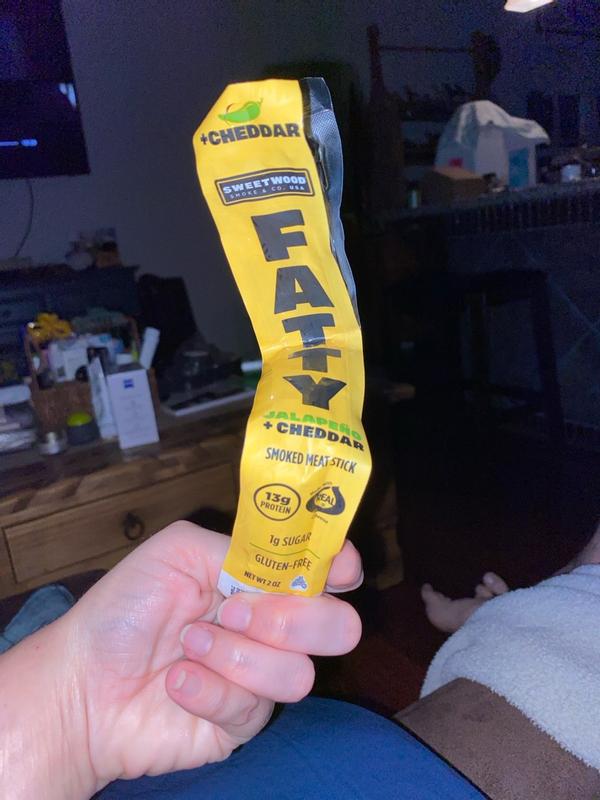 +CHEDDAR
SWEETWOOD
SMOKE & CO. USA
FATTY
JALAPEÑO
+ CHEDDAR
SMOKED MEAT STICK
13g
PROTEIN
REAL
1g SUGAR
GLUTEN-FREE
NET WT 2 OZ
ZEISS